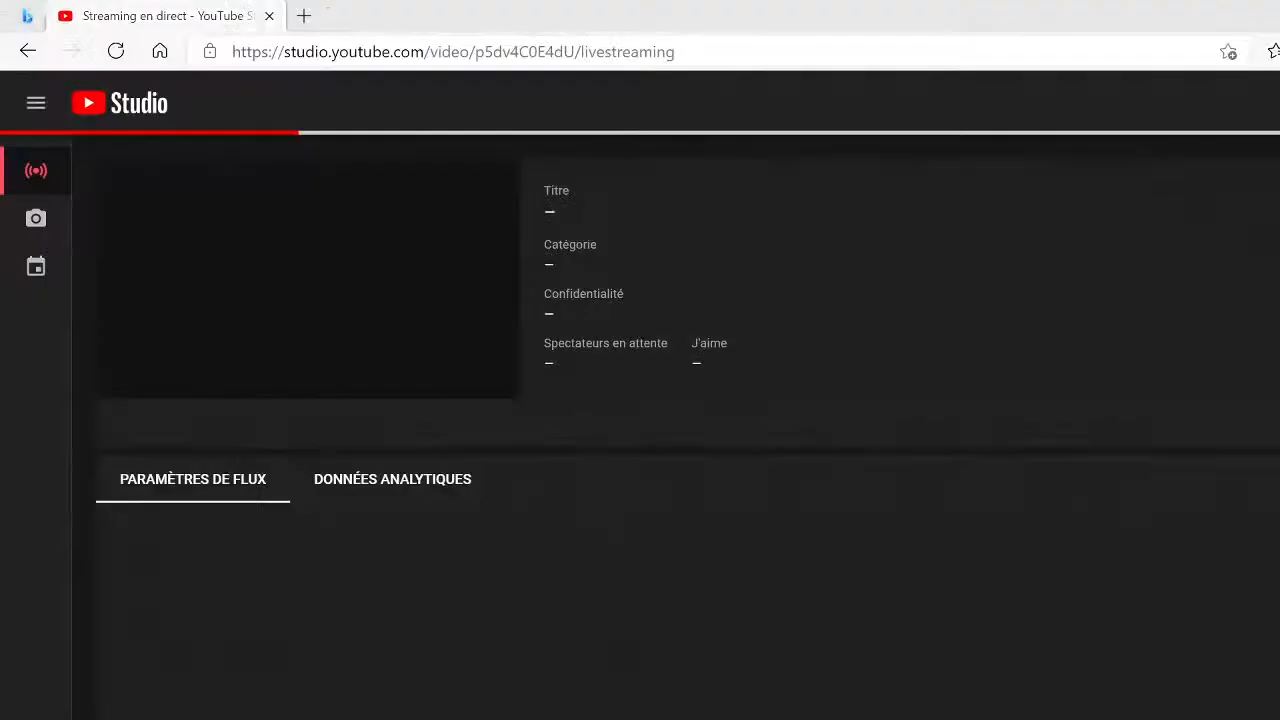 Streaming en direct - YouTube S
https://studio.youtube.com/video/p5dv4C0E4dU/livestreaming
Studio
Titre
–
Catégorie
–
Confidentialité
–
Spectateurs en attente J'aime
– –
PARAMÈTRES DE FLUX DONNÉES ANALYTIQUES